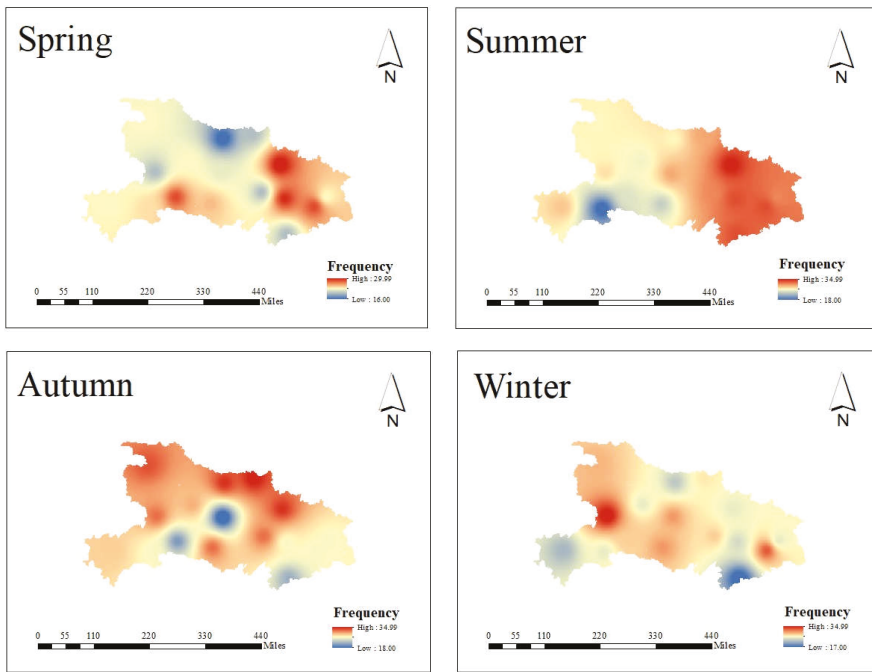 Spring
N
Frequency
High : 29.99
Low : 16.00
0 55 110 220 330 440
Miles
Summer
N
Frequency
High : 34.99
Low : 18.00
0 55 110 220 330 440
Miles
Autumn
N
Frequency
High : 34.99
Low : 18.00
0 55 110 220 330 440
Miles
Winter
N
Frequency
High : 34.99
Low : 17.00
0 55 110 220 330 440
Miles